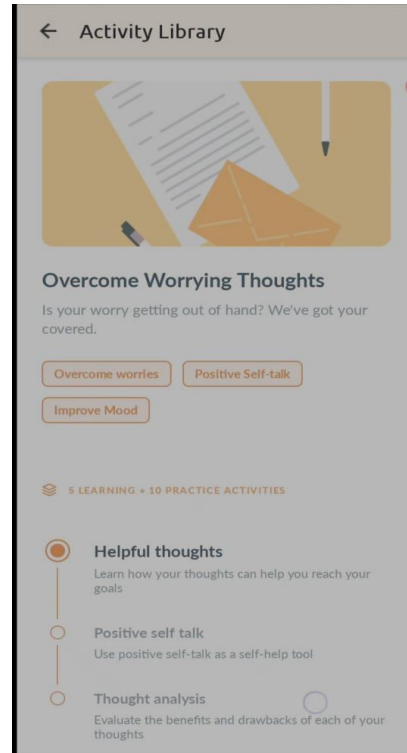 Activity Library
Overcome Worrying Thoughts
Is your worry getting out of hand? We've got your
covered.
Overcome worries
Positive Self-talk
Improve Mood
5 LEARNING + 10 PRACTICE ACTIVITIES
Helpful thoughts
Learn how your thoughts can help you reach your
goals
Positive self talk
Use positive self-talk as a self-help tool
Thought analysis
Evaluate the benefits and drawbacks of each of your
thoughts